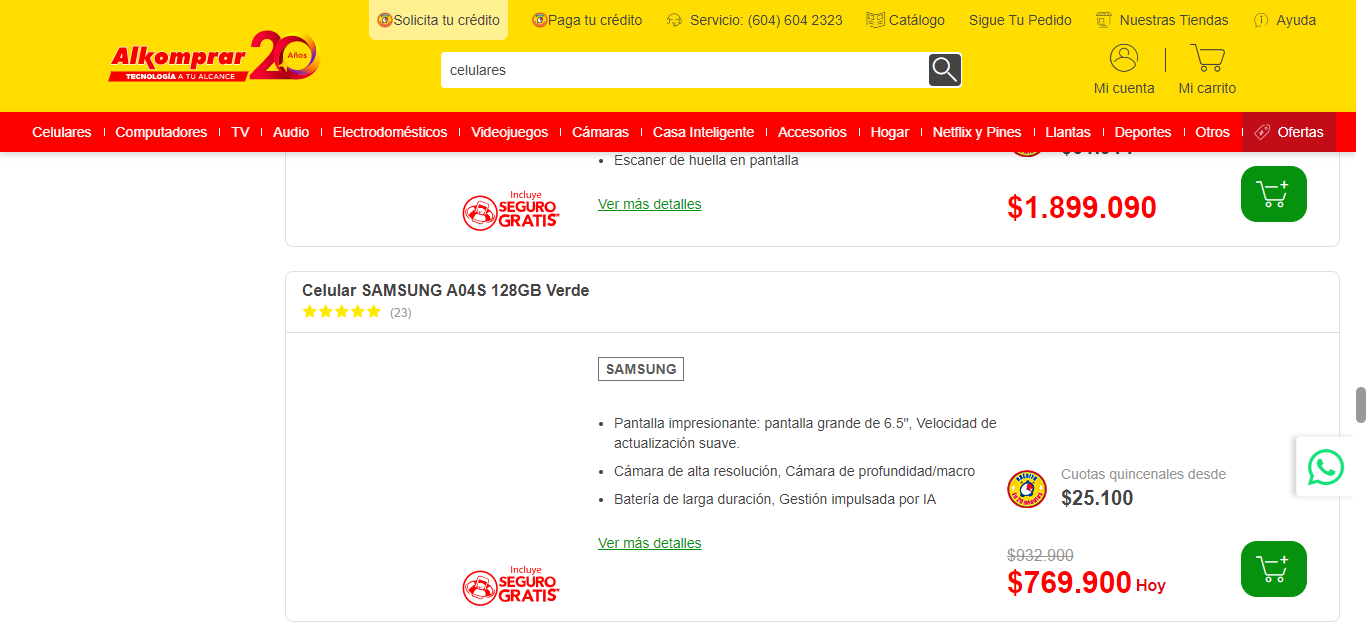 Solicita tu crédito
Paga tu crédito
Servicio: (604) 604 2323
Catálogo
Sigue Tu Pedido
Nuestras Tiendas
Ayuda
Alkomprar 20 Años
TECNOLOGÍA A TU ALCANCE
celulares
Mi cuenta
Mi carrito
Celulares
Computadores
TV
Audio
Electrodomésticos
Videojuegos
Cámaras
Casa Inteligente
Accesorios
Hogar
Netflix y Pines
Llantas
Deportes
Otros
Ofertas
• Escaner de huella en pantalla
Incluye
SEGURO
GRATIS*
Ver más detalles
$1.899.090
Celular SAMSUNG A04S 128GB Verde
(23)
SAMSUNG
• Pantalla impresionante: pantalla grande de 6.5", Velocidad de
actualización suave.
• Cámara de alta resolución, Cámara de profundidad/macro
• Batería de larga duración, Gestión impulsada por IA
Ver más detalles
Incluye
SEGURO
GRATIS*
Cuotas quincenales desde
$25.100
$932.900
$769.900 Hoy